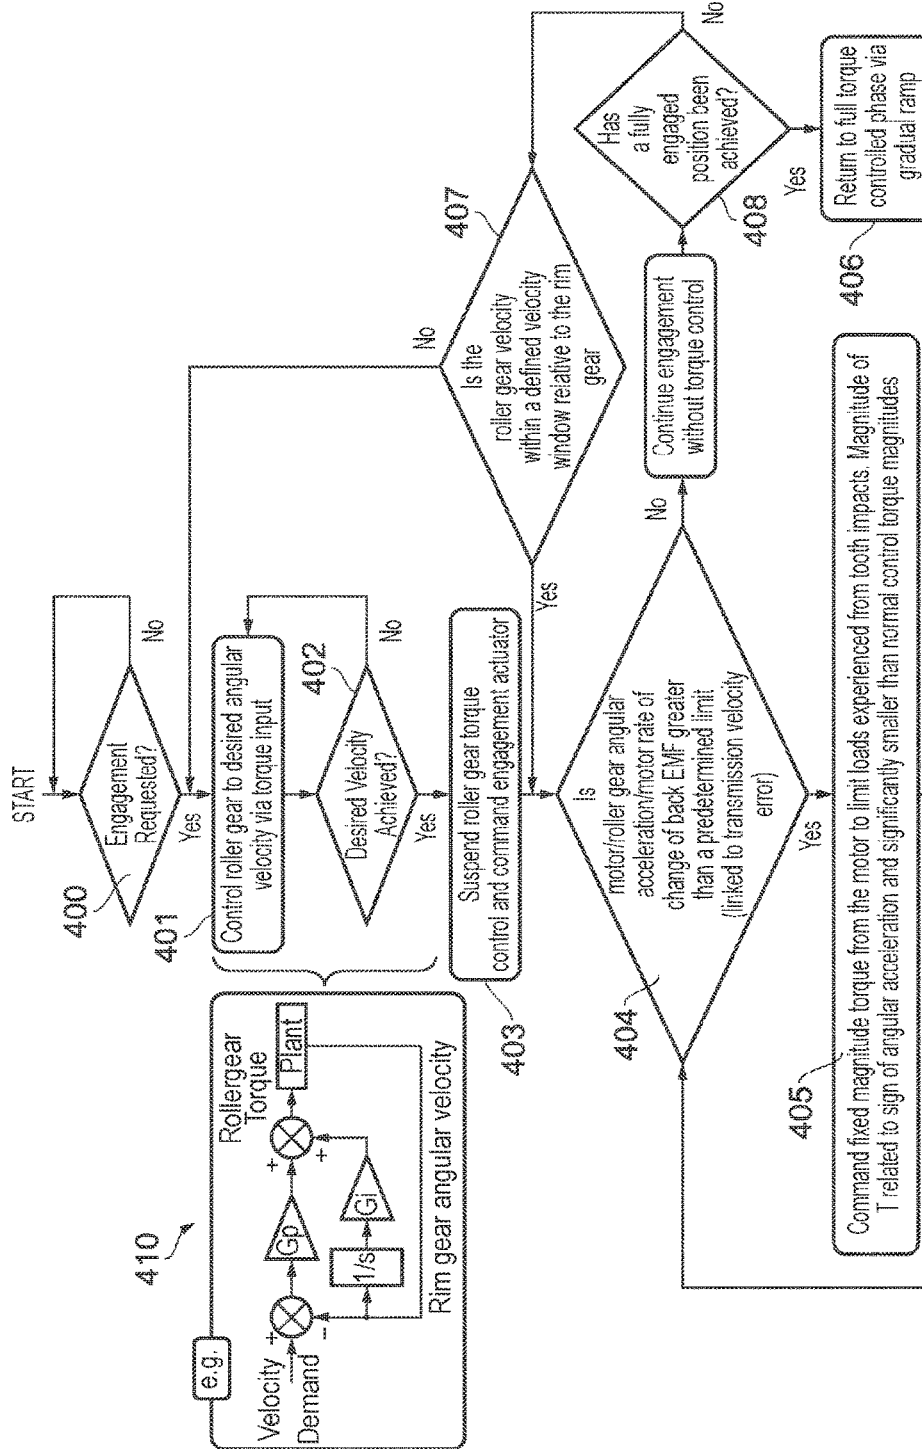 START
Engagement
Requested?
400
No
Yes
401
Control roller gear to desired angular
velocity via torque input
402
Desired Velocity
Achieved?
No
Yes
403
Suspend roller gear torque
control and command engagement actuator
e.g.
410
Velocity
Demand
+
−
Gp
1/s
Gi
+
+
Rollergear
Torque
Plant
Rim gear angular velocity
407
Is the
roller gear velocity
within a defined velocity
window relative to the rim
gear
No
Yes
404
Is
motor/roller gear angular
acceleration/motor rate of
change of back EMF greater
than a predetermined limit
(linked to transmission velocity
error)
No
Yes
Continue engagement
without torque control
408
Has
a fully
engaged
position been
achieved?
No
Yes
406
Return to full torque
controlled phase via
gradual ramp
405
Command fixed magnitude torque from the motor to limit loads experienced from tooth impacts. Magnitude of
T related to sign of angular acceleration and significantly smaller than normal control torque magnitudes